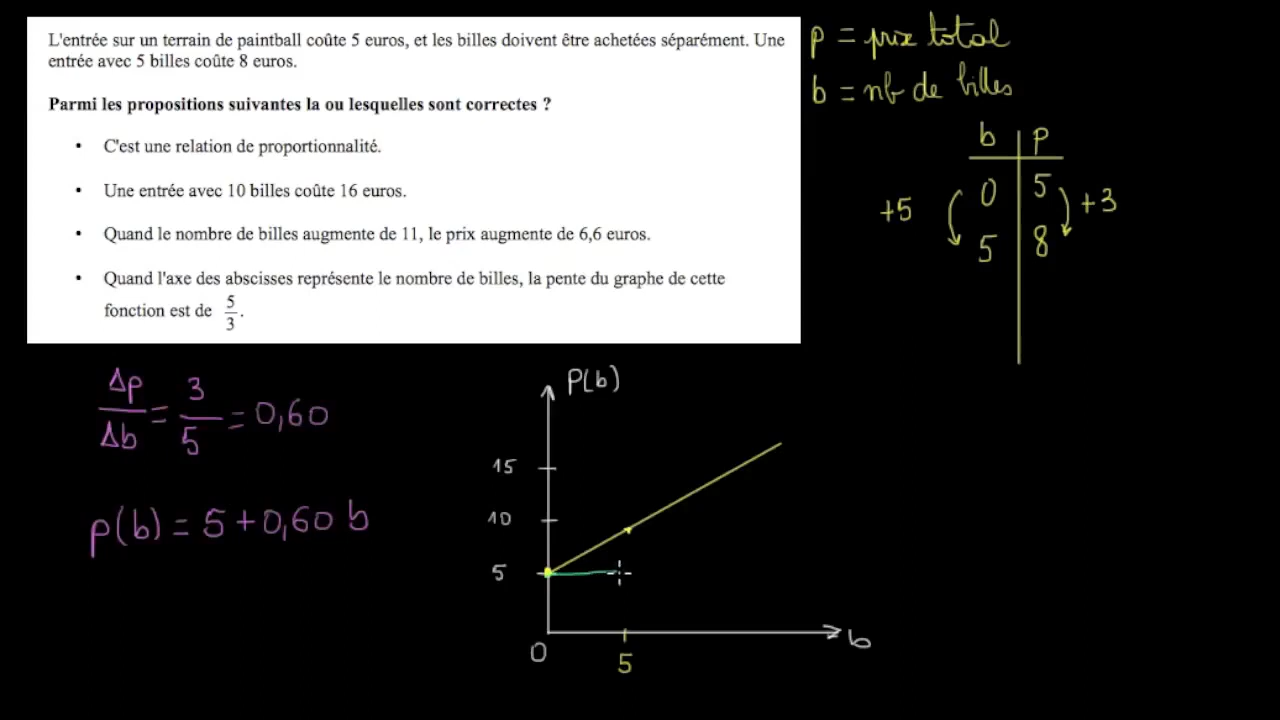 L'entrée sur un terrain de paintball coûte 5 euros, et les billes doivent être achetées séparément. Une
entrée avec 5 billes coûte 8 euros.
Parmi les propositions suivantes la ou lesquelles sont correctes ?
• C'est une relation de proportionnalité.
• Une entrée avec 10 billes coûte 16 euros.
• Quand le nombre de billes augmente de 11, le prix augmente de 6,6 euros.
• Quand l'axe des abscisses représente le nombre de billes, la pente du graphe de cette
fonction est de 5/3.
p = prix total
b = nb de billes
b | p
0 | 5
5 | 8
+5
+3
Δp/Δb = 3/5 = 0,60
p(b) = 5 + 0,60 b
P(b)
15
10
5
0
5
b